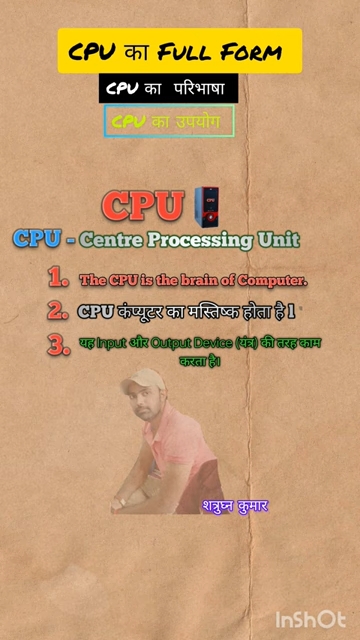 CPU का FULL FORM
CPU का परिभाषा
CPU का उपयोग
CPU
CPU - Centre Processing Unit
1. The CPU is the brain of Computer.
2. CPU कंप्यूटर का मस्तिष्क होता है l
3. यह Input और Output Device (यंत्र) की तरह काम
करता है।
शत्रुघ्न कुमार
InShOt